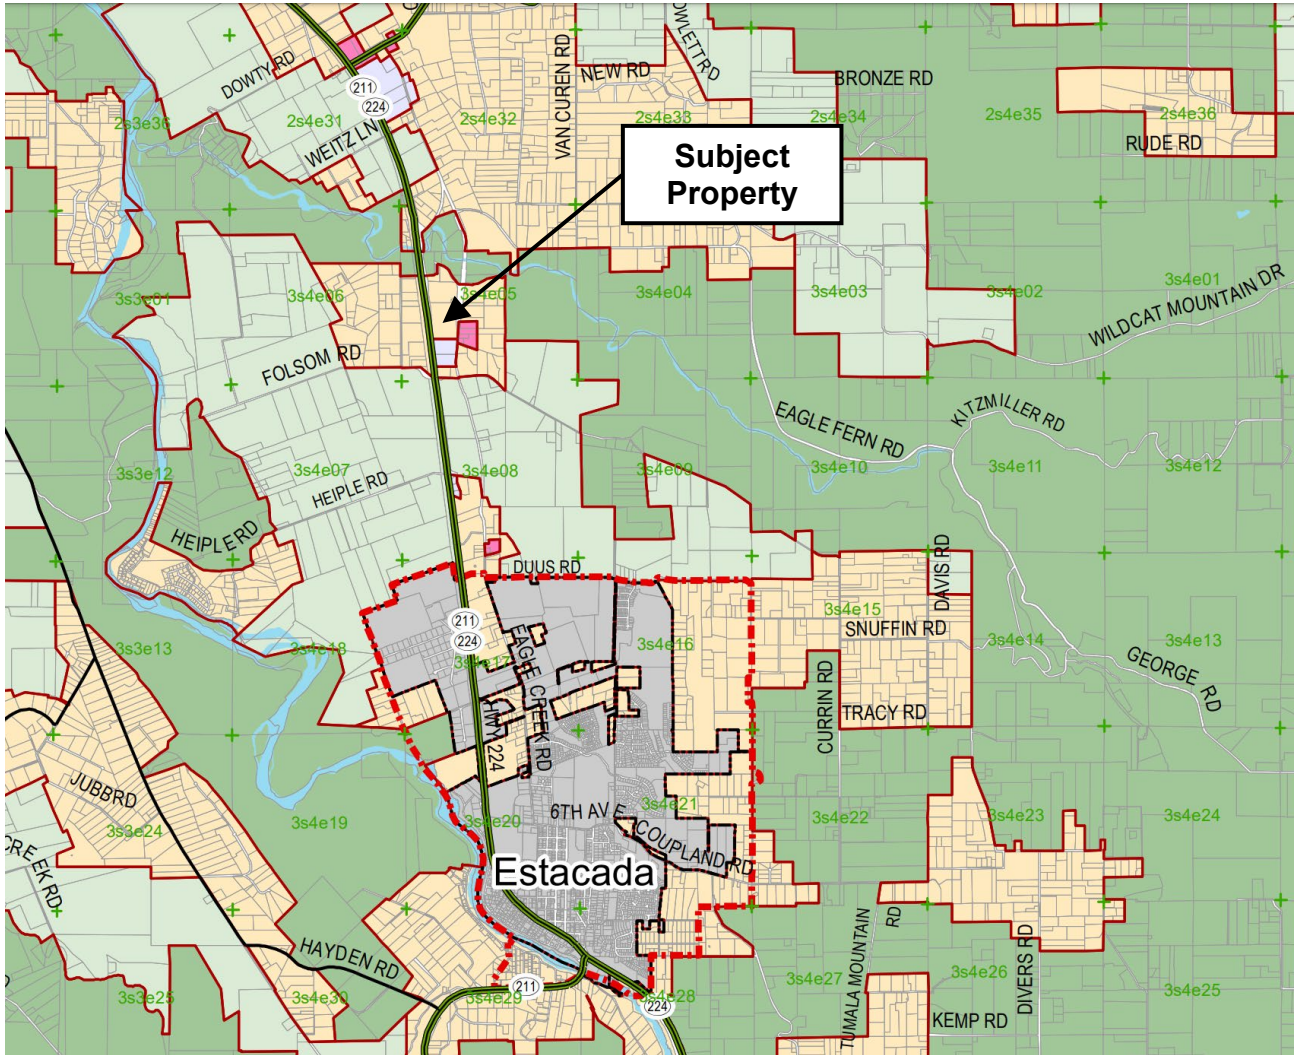 DOWTY RD
211
224
2s3e36
2s4e31
WEITZ LN
2s4e32
VAN CUREN RD
NEW RD
2s4e33
BRONZE RD
2s4e34
2s4e35
2s4e36
RUDE RD
Subject
Property
3s3e01
3s4e06
3s4e05
3s4e04
3s4e03
3s4e02
3s4e01
WILDCAT MOUNTAIN DR
FOLSOM RD
EAGLE FERN RD
KITZMILLER RD
3s3e12
3s4e07
HEIPLE RD
3s4e08
3s4e09
3s4e10
3s4e11
3s4e12
HEIPLE RD
DUUS RD
DAVIS RD
211
224
3s3e13
3s4e18
3s4e17
EAGLE CREEK RD
3s4e16
3s4e15
SNUFFIN RD
3s4e14
3s4e13
GEORGE RD
CURRIN RD
TRACY RD
HWY 224
JUBB RD
3s3e24
3s4e19
3s4e20
6TH AVE
3s4e21
COUPLAND RD
3s4e22
3s4e23
3s4e24
CREEK RD
Estacada
HAYDEN RD
TUMALA MOUNTAIN RD
DIVERS RD
3s3e25
3s4e30
3s4e29
211
3s4e28
224
3s4e27
3s4e26
3s4e25
KEMP RD